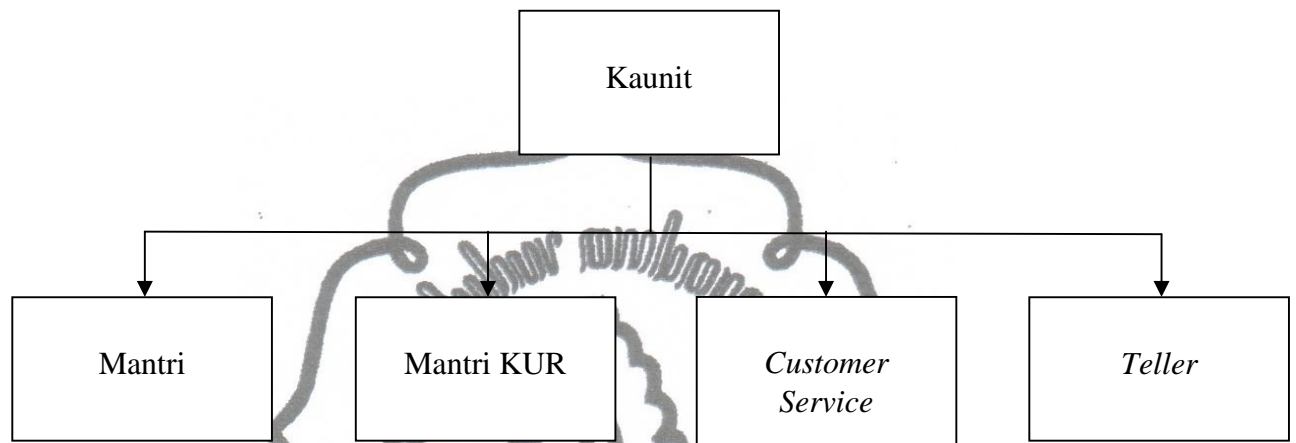 Kaunit
Mantri
Mantri KUR
Customer
Service
Teller